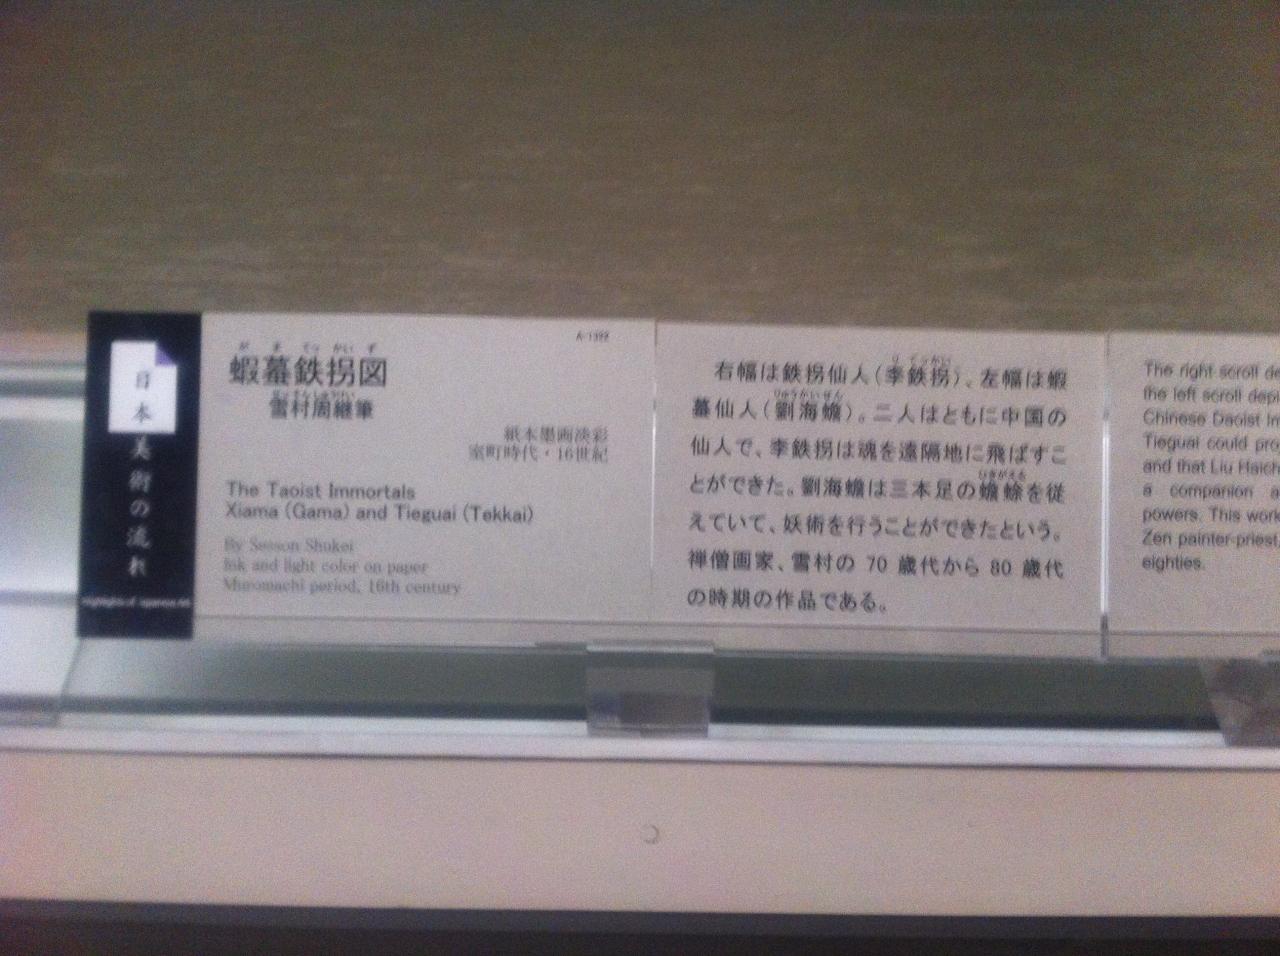 日本美術の流れ
A-1392
が ま てっ かい ず
蝦蟇鉄拐図
雪村周継筆
紙本墨画淡彩
室町時代・16世紀
The Taoist Immortals
Xiama (Gama) and Tieguai (Tekkai)
By Sesson Shukei
Ink and light color on paper
Muromachi period, 16th century
右幅は鉄拐仙人(李鉄拐)、左幅は蝦
蟇仙人(劉海蟾)。二人はともに中国の
仙人で、李鉄拐は魂を遠隔地に飛ばすこ
とができた。劉海蟾は三本足の蟾蜍を従
えていて、妖術を行うことができたという。
禅僧画家、雪村の 70 歳代から 80 歳代
の時期の作品である。
The right scroll de
the left scroll depi
Chinese Daoist Im
Tieguai could proj
and that Liu Haich
a companion a
powers. This work
Zen painter-priest,
eighties.